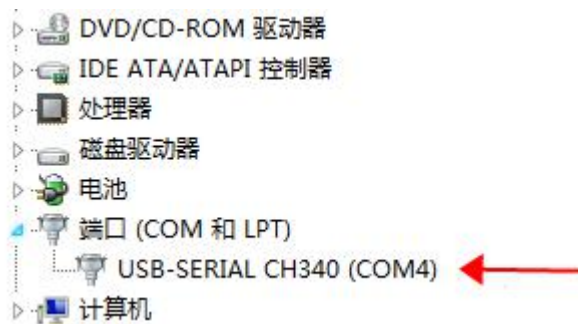 DVD/CD-ROM 驱动器
IDE ATA/ATAPI 控制器
处理器
磁盘驱动器
电池
端口 (COM 和 LPT)
USB-SERIAL CH340 (COM4)
计算机